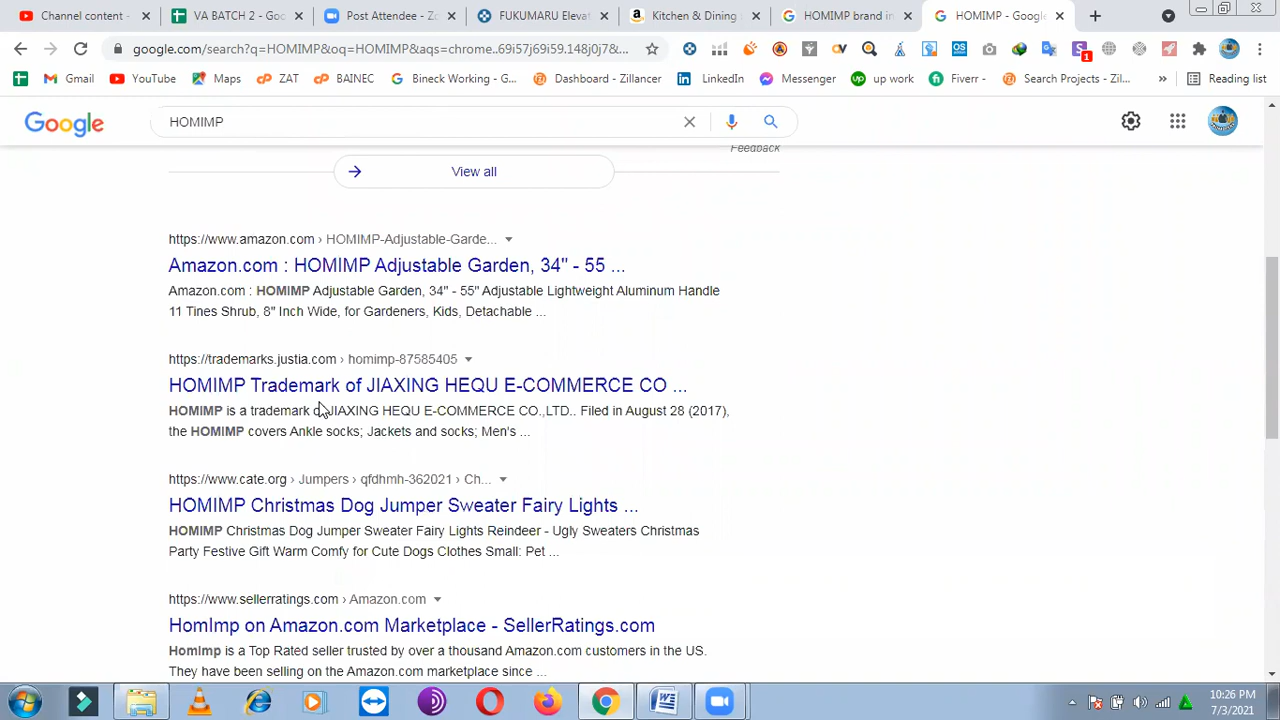 Channel content -
VA BATCH 2 - Goo
Post Attendee - Zo
FUKUMARU Elevat
Kitchen & Dining
HOMIMP brand in
HOMIMP - Google
google.com/search?q=HOMIMP&oq=HOMIMP&aqs=chrome..69i57j69i59.148j0j7&...
Gmail YouTube Maps ZAT BAINEC Bineck Working - G... Dashboard - Zillancer LinkedIn Messenger up work Fiverr - Search Projects - Zil... » Reading list
Google HOMIMP
Feedback
View all
https://www.amazon.com › HOMIMP-Adjustable-Garde...
Amazon.com : HOMIMP Adjustable Garden, 34" - 55 ...
Amazon.com : HOMIMP Adjustable Garden, 34" - 55" Adjustable Lightweight Aluminum Handle
11 Tines Shrub, 8" Inch Wide, for Gardeners, Kids, Detachable ...
https://trademarks.justia.com › homimp-87585405
HOMIMP Trademark of JIAXING HEQU E-COMMERCE CO ...
HOMIMP is a trademark of JIAXING HEQU E-COMMERCE CO.,LTD.. Filed in August 28 (2017),
the HOMIMP covers Ankle socks; Jackets and socks; Men's ...
https://www.cate.org › Jumpers › qfdhmh-362021 › Ch...
HOMIMP Christmas Dog Jumper Sweater Fairy Lights ...
HOMIMP Christmas Dog Jumper Sweater Fairy Lights Reindeer - Ugly Sweaters Christmas
Party Festive Gift Warm Comfy for Cute Dogs Clothes Small: Pet ...
https://www.sellerratings.com › Amazon.com
HomImp on Amazon.com Marketplace - SellerRatings.com
HomImp is a Top Rated seller trusted by over a thousand Amazon.com customers in the US.
They have been selling on the Amazon.com marketplace since ...
10:26 PM
7/3/2021